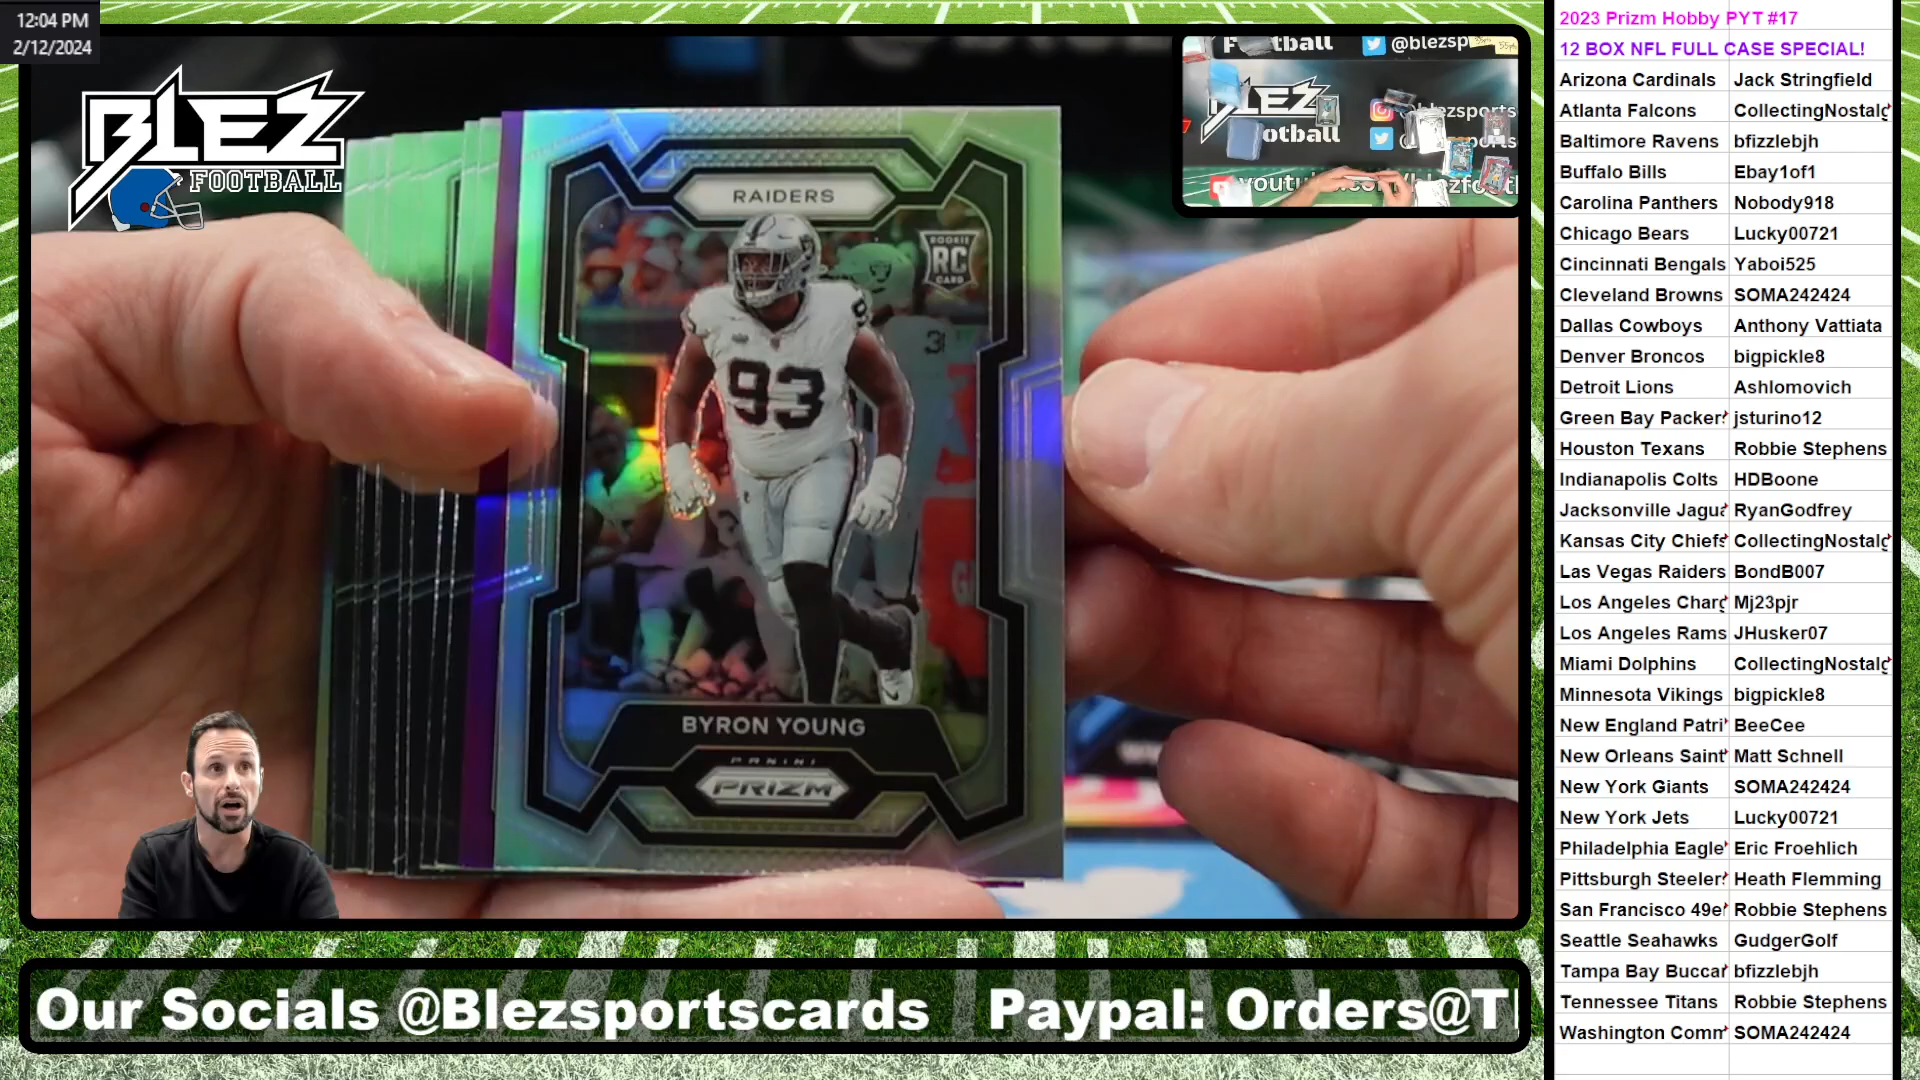 12:04 PM
2/12/2024
BLEZ
FOOTBALL
RAIDERS
ROOKIE
RC
CARD
93
BYRON YOUNG
PANINI
PRIZM
@blezsp
BLEZ
otball
blezsports
Our Socials @Blezsportscards Paypal: Orders@T
2023 Prizm Hobby PYT #17
12 BOX NFL FULL CASE SPECIAL!
Arizona Cardinals Jack Stringfield
Atlanta Falcons CollectingNostalg
Baltimore Ravens bfizzlebjh
Buffalo Bills Ebay1of1
Carolina Panthers Nobody918
Chicago Bears Lucky00721
Cincinnati Bengals Yaboi525
Cleveland Browns SOMA242424
Dallas Cowboys Anthony Vattiata
Denver Broncos bigpickle8
Detroit Lions Ashlomovich
Green Bay Packer jsturino12
Houston Texans Robbie Stephens
Indianapolis Colts HDBoone
Jacksonville Jagua RyanGodfrey
Kansas City Chiefs CollectingNostalg
Las Vegas Raiders BondB007
Los Angeles Charg Mj23pjr
Los Angeles Rams JHusker07
Miami Dolphins CollectingNostalg
Minnesota Vikings bigpickle8
New England Patri BeeCee
New Orleans Saint Matt Schnell
New York Giants SOMA242424
New York Jets Lucky00721
Philadelphia Eagle Eric Froehlich
Pittsburgh Steeler Heath Flemming
San Francisco 49e Robbie Stephens
Seattle Seahawks GudgerGolf
Tampa Bay Buccar bfizzlebjh
Tennessee Titans Robbie Stephens
Washington Comm SOMA242424